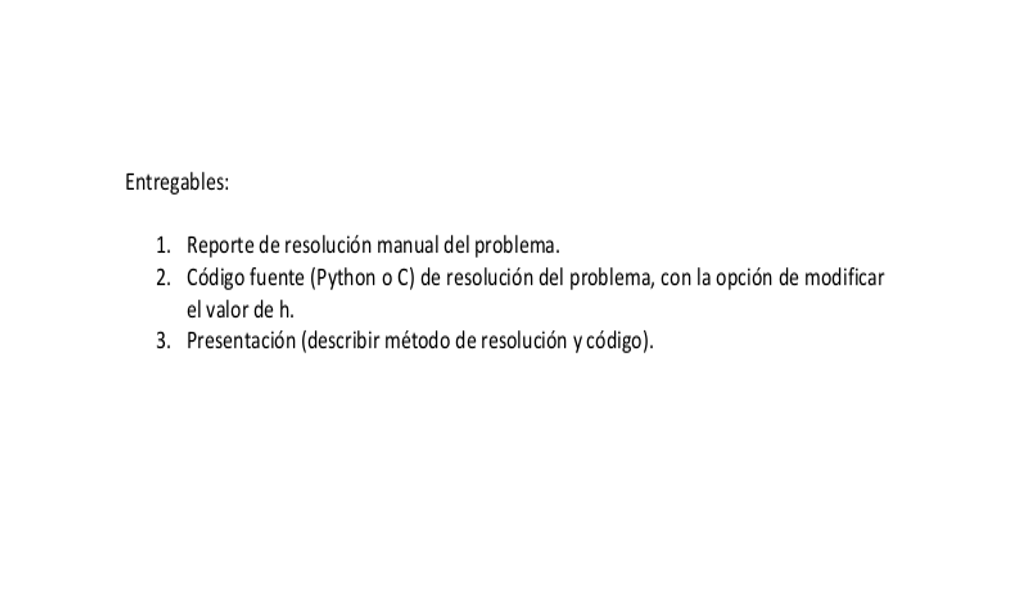 Entregables:
1. Reporte de resolución manual del problema.
2. Código fuente (Python o C) de resolución del problema, con la opción de modificar
el valor de h.
3. Presentación (describir método de resolución y código).